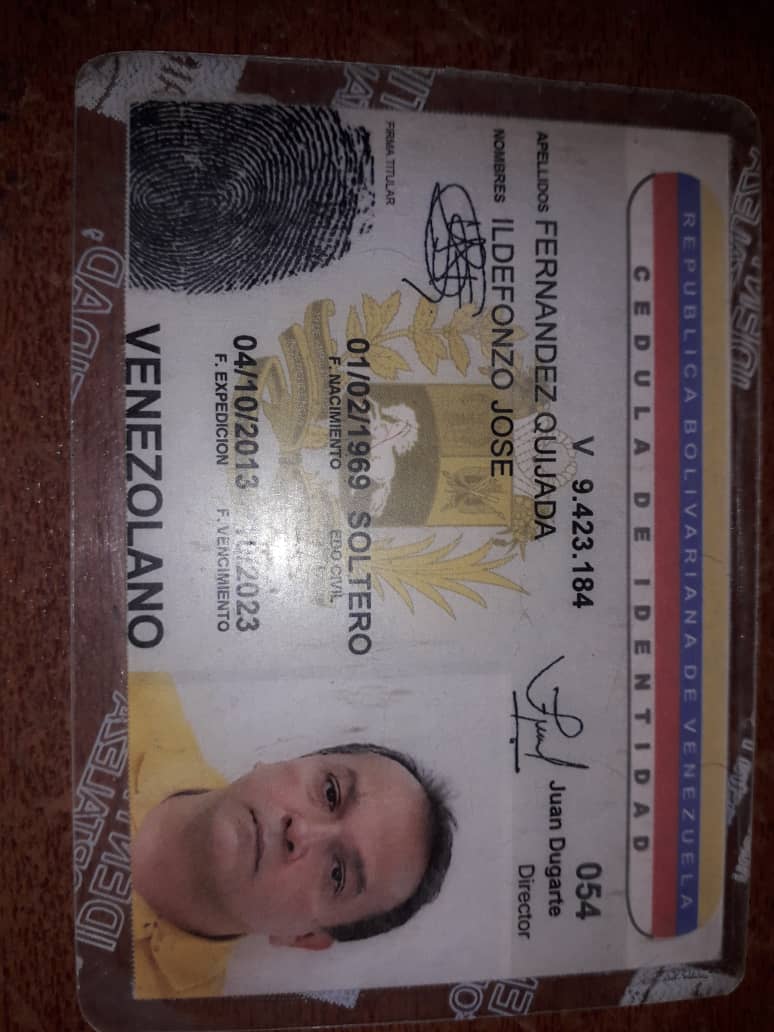 REPUBLICA BOLIVARIANA DE VENEZUELA
CEDULA DE IDENTIDAD
V 9.423.184
054
APELLIDOS FERNANDEZ QUIJADA
Juan Dugarte
NOMBRES ILDEFONZO JOSE
Director
FIRMA TITULAR
01/02/1969 SOLTERO
F. NACIMIENTO EDO CIVIL
04/10/2013 2023
F. EXPEDICION F. VENCIMIENTO
VENEZOLANO